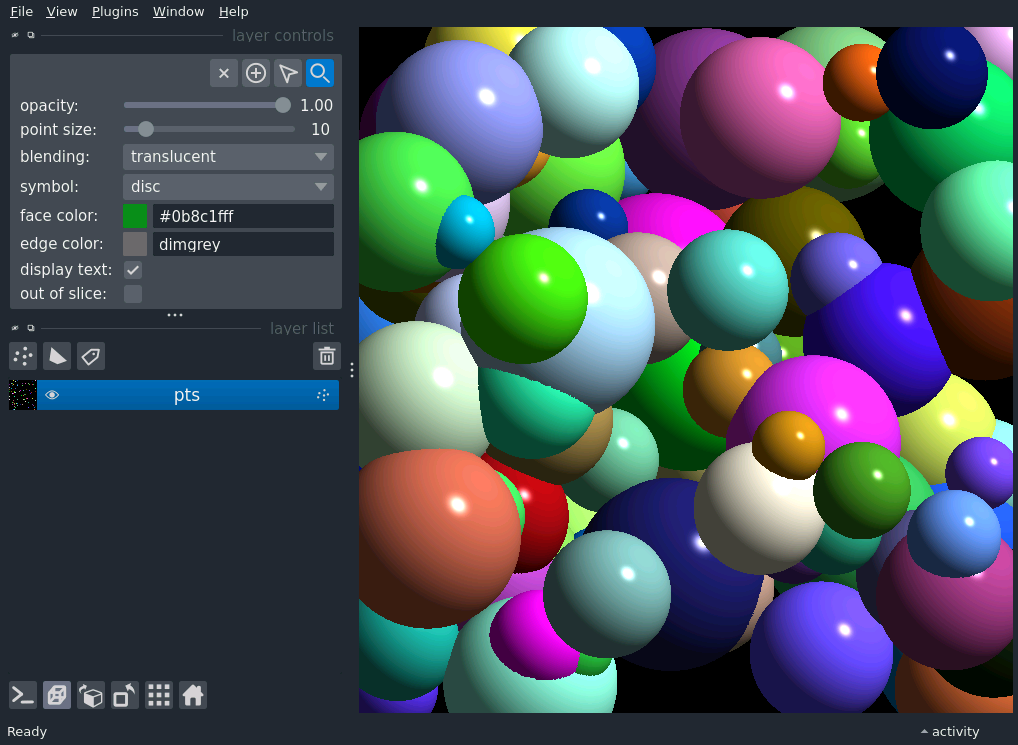 File View Plugins Window Help
layer controls
opacity: 1.00
point size: 10
blending: translucent
symbol: disc
face color: #0b8c1fff
edge color: dimgrey
display text:
out of slice:
layer list
pts
Ready activity